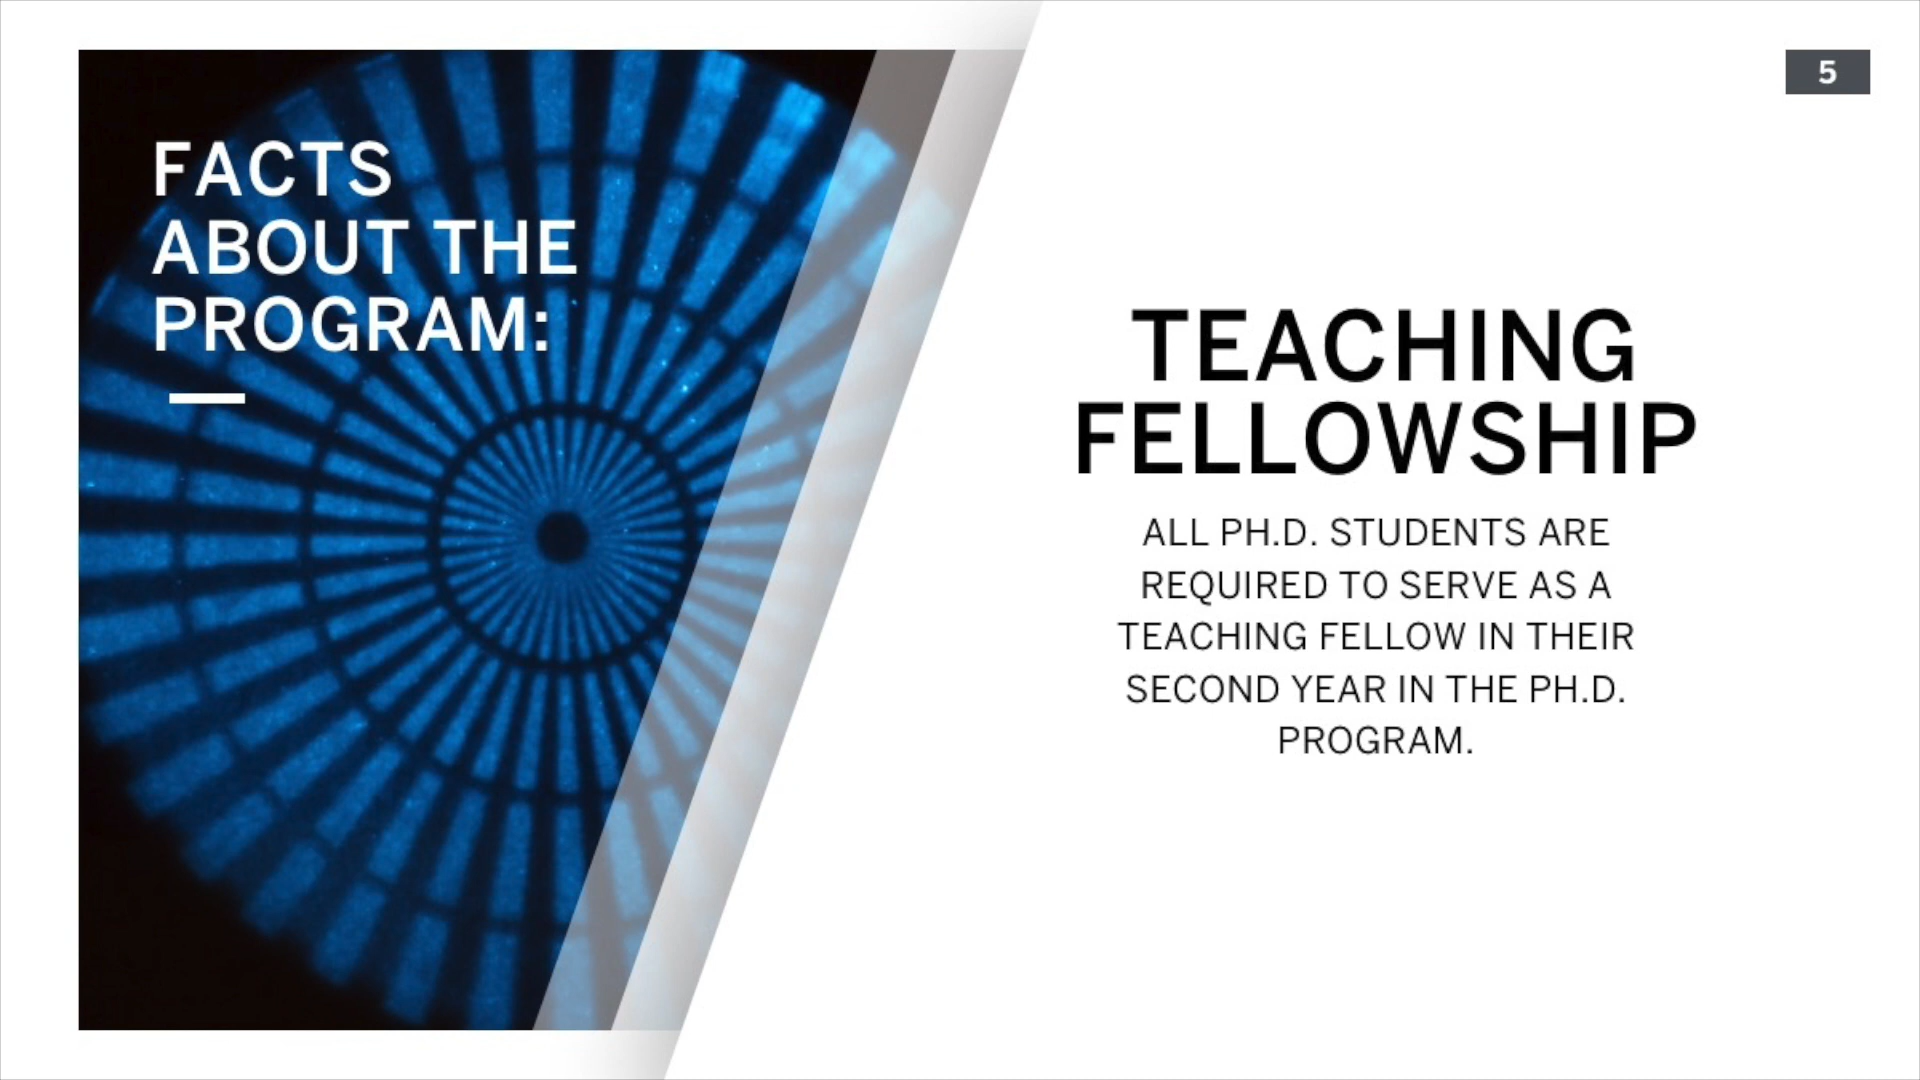 FACTS
ABOUT THE
PROGRAM:
5
TEACHING
FELLOWSHIP
ALL PH.D. STUDENTS ARE
REQUIRED TO SERVE AS A
TEACHING FELLOW IN THEIR
SECOND YEAR IN THE PH.D.
PROGRAM.